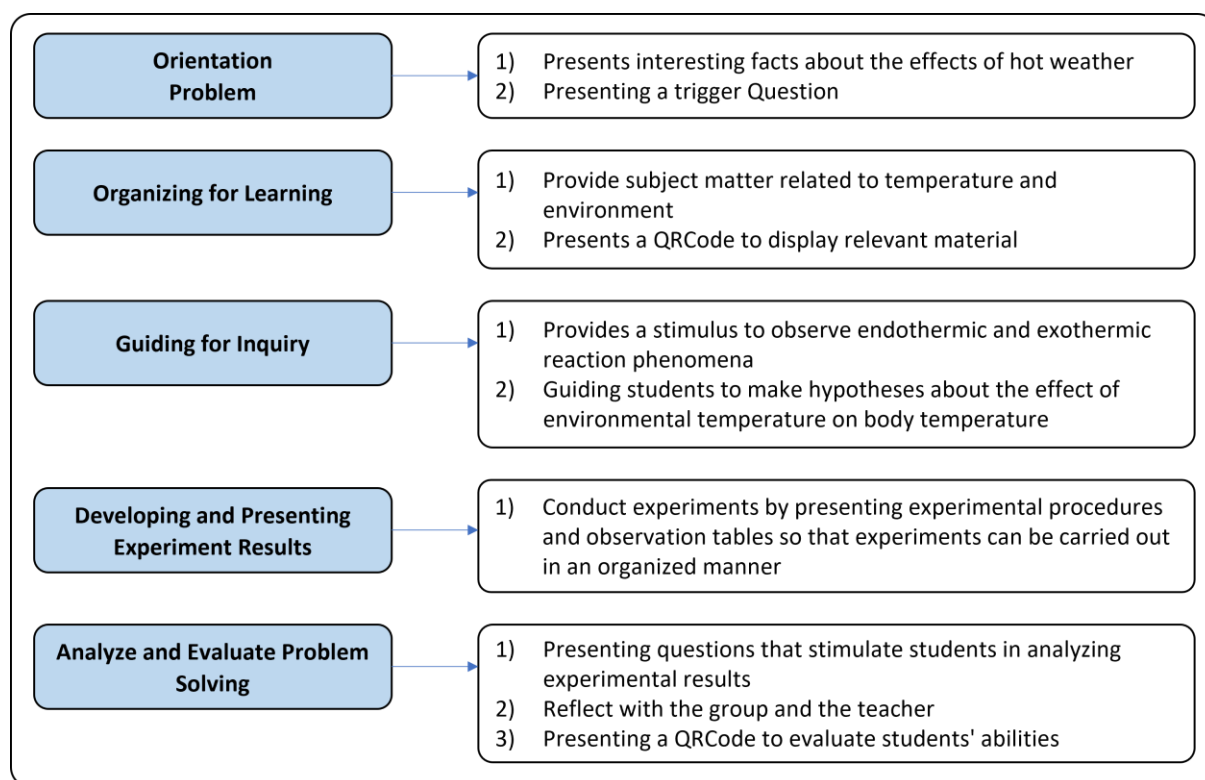 Orientation
Problem
1) Presents interesting facts about the effects of hot weather
2) Presenting a trigger Question
Organizing for Learning
1) Provide subject matter related to temperature and
environment
2) Presents a QRCode to display relevant material
Guiding for Inquiry
1) Provides a stimulus to observe endothermic and exothermic
reaction phenomena
2) Guiding students to make hypotheses about the effect of
environmental temperature on body temperature
Developing and Presenting
Experiment Results
1) Conduct experiments by presenting experimental procedures
and observation tables so that experiments can be carried out
in an organized manner
Analyze and Evaluate Problem
Solving
1) Presenting questions that stimulate students in analyzing
experimental results
2) Reflect with the group and the teacher
3) Presenting a QRCode to evaluate students' abilities